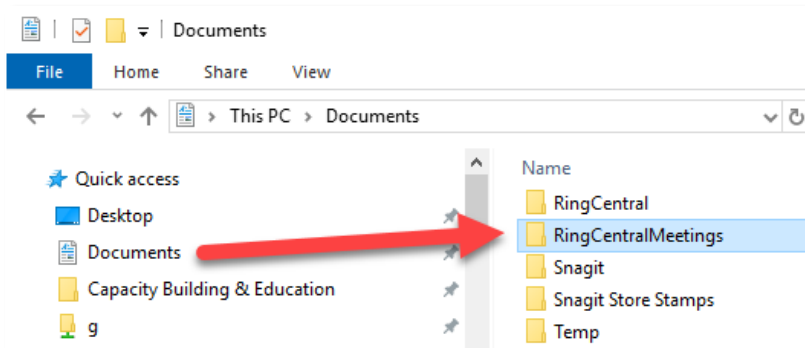 Documents
File Home Share View
This PC > Documents
Quick access
Desktop
Documents
Capacity Building & Education
g
Name
RingCentral
RingCentralMeetings
Snagit
Snagit Store Stamps
Temp